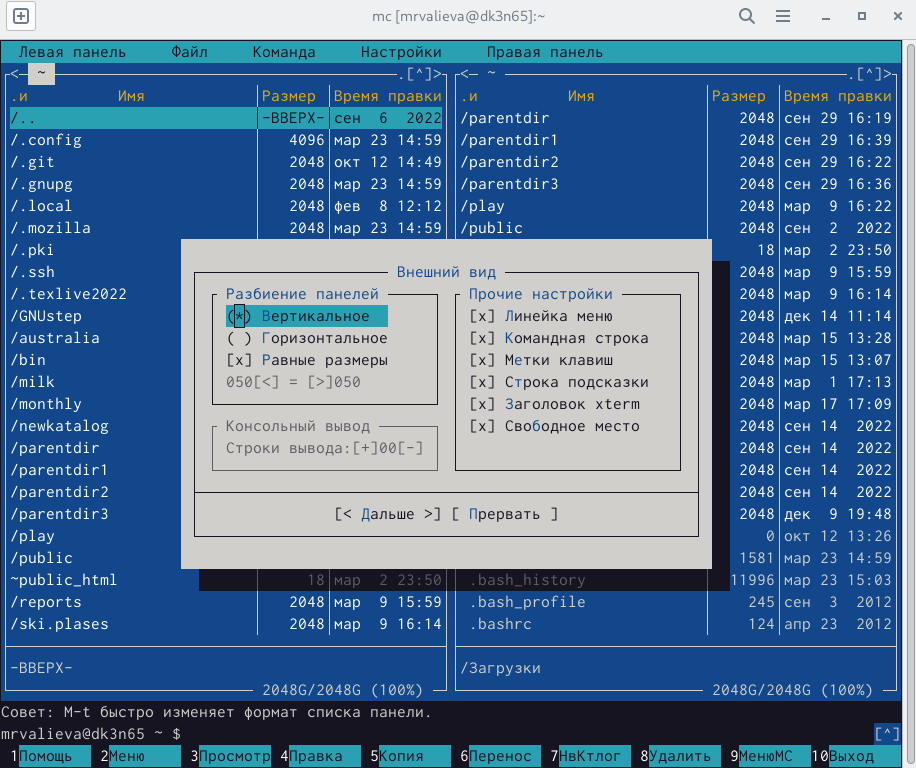 mc [mrvalieva@dk3n65]:~
Левая панель Файл Команда Настройки Правая панель
<- ~ .[^]> <- ~ .[^]>
.и Имя Размер Время правки .и Имя Размер Время правки
/.. -ВВЕРХ- сен 6 2022 /parentdir 2048 сен 29 16:19
/.config 4096 мар 23 14:59 /parentdir1 2048 сен 29 16:39
/.git 2048 окт 12 14:49 /parentdir2 2048 сен 29 16:22
/.gnupg 2048 мар 23 14:59 /parentdir3 2048 сен 29 16:36
/.local 2048 фев 8 12:12 /play 2048 мар 9 16:22
/.mozilla 2048 мар 23 14:59 /public 2048 сен 2 2022
/.pki 18 мар 2 23:50
/.ssh Внешний вид 2048 мар 9 15:59
/.texlive2022 Разбиение панелей Прочие настройки 2048 мар 9 16:14
/GNUstep (*) Вертикальное [x] Линейка меню 2048 дек 14 11:14
/australia ( ) Горизонтальное [x] Командная строка 2048 мар 15 13:28
/bin [x] Равные размеры [x] Метки клавиш 2048 мар 15 13:07
/milk 050[<] = [>]050 [x] Строка подсказки 2048 мар 1 17:13
/monthly [x] Заголовок xterm 2048 мар 17 17:09
/newkatalog Консольный вывод [x] Свободное место 2048 сен 14 2022
/parentdir Строки вывода:[+]00[-] 2048 сен 14 2022
/parentdir1 2048 сен 14 2022
/parentdir2 2048 сен 14 2022
/parentdir3 [< Дальше >] [ Прервать ] 2048 дек 9 19:48
/play 0 окт 12 13:26
/public 1581 мар 23 14:59
~public_html 18 мар 2 23:50 .bash_history 11996 мар 23 15:03
/reports 2048 мар 9 15:59 .bash_profile 245 сен 3 2012
/ski.plases 2048 мар 9 16:14 .bashrc 124 апр 23 2012
-ВВЕРХ- /Загрузки
2048G/2048G (100%) 2048G/2048G (100%)
Совет: M-t быстро изменяет формат списка панели.
mrvalieva@dk3n65 ~ $ [^]
1Помощь 2Меню 3Просмотр 4Правка 5Копия 6Перенос 7НвКтлог 8Удалить 9МенюMC 10Выход